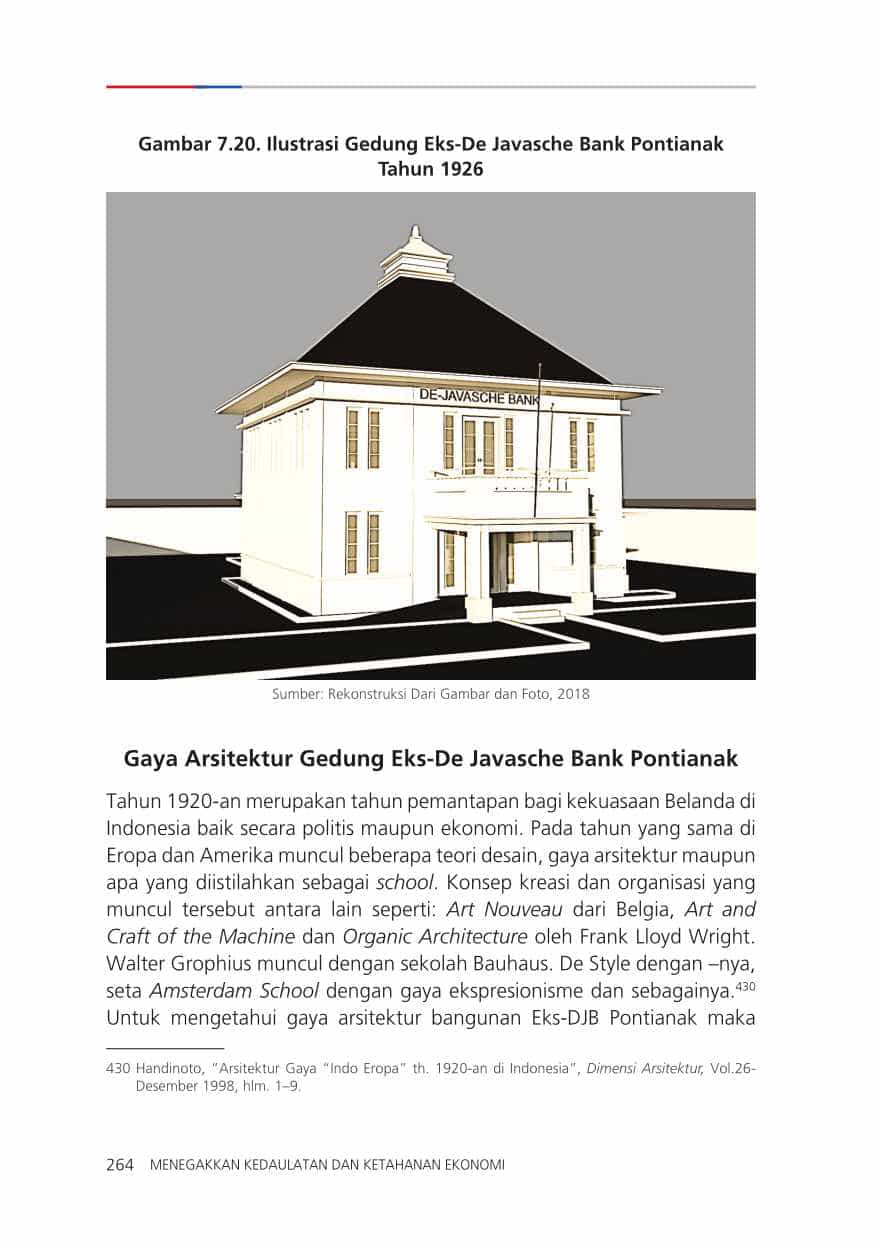 Gambar 7.20. Ilustrasi Gedung Eks-De Javasche Bank Pontianak
Tahun 1926
DE-JAVASCHE BANK
Sumber: Rekonstruksi Dari Gambar dan Foto, 2018
Gaya Arsitektur Gedung Eks-De Javasche Bank Pontianak
Tahun 1920-an merupakan tahun pemantapan bagi kekuasaan Belanda di
Indonesia baik secara politis maupun ekonomi. Pada tahun yang sama di
Eropa dan Amerika muncul beberapa teori desain, gaya arsitektur maupun
apa yang diistilahkan sebagai school. Konsep kreasi dan organisasi yang
muncul tersebut antara lain seperti: Art Nouveau dari Belgia, Art and
Craft of the Machine dan Organic Architecture oleh Frank Lloyd Wright.
Walter Grophius muncul dengan sekolah Bauhaus. De Style dengan –nya,
seta Amsterdam School dengan gaya ekspresionisme dan sebagainya.430
Untuk mengetahui gaya arsitektur bangunan Eks-DJB Pontianak maka
430 Handinoto, "Arsitektur Gaya "Indo Eropa" th. 1920-an di Indonesia", Dimensi Arsitektur, Vol.26-
Desember 1998, hlm. 1–9.
264 MENEGAKKAN KEDAULATAN DAN KETAHANAN EKONOMI